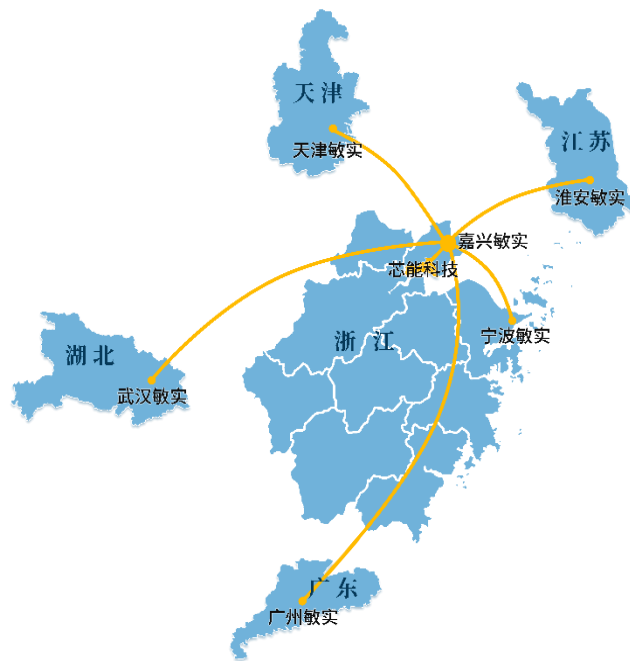 天津
天津敏实
江苏
淮安敏实
嘉兴敏实
芯能科技
浙江
宁波敏实
湖北
武汉敏实
广东
广州敏实